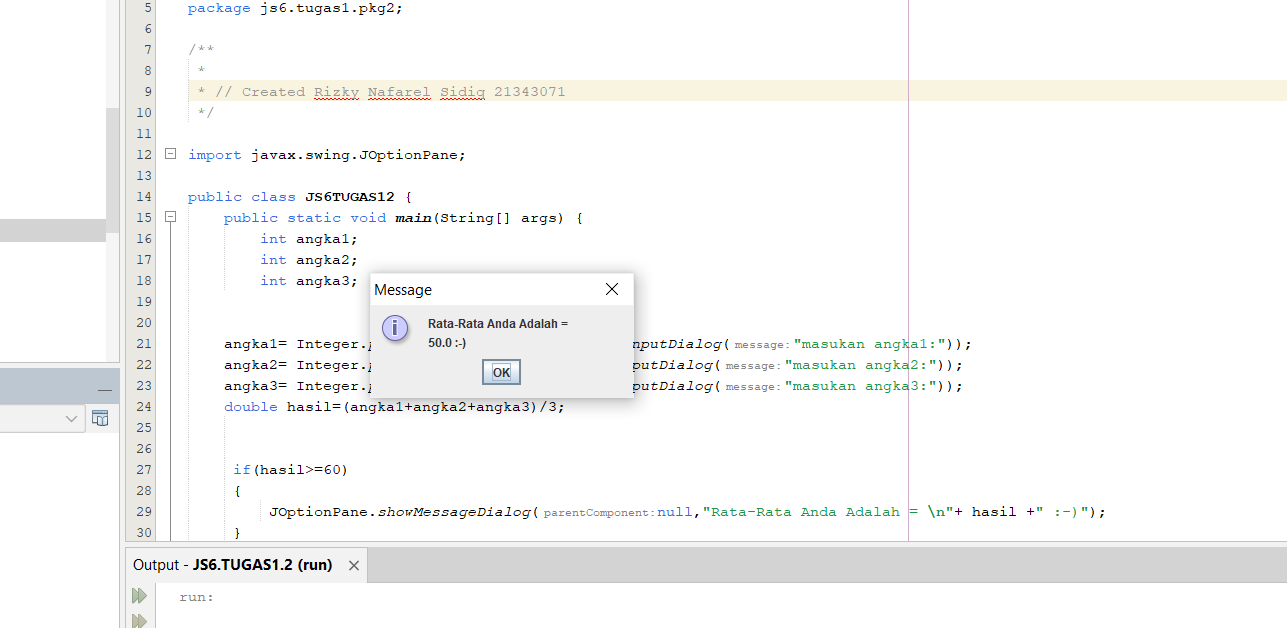 5 package js6.tugas1.pkg2;
6
7 /**
8 *
9 * // Created Rizky Nafarel Sidiq 21343071
10 */
11
12 import javax.swing.JOptionPane;
13
14 public class JS6TUGAS12 {
15 public static void main(String[] args) {
16 int angka1;
17 int angka2;
18 int angka3;
19
20
21 angka1= Integer. nputDialog( message: "masukan angka1:"));
22 angka2= Integer. putDialog( message: "masukan angka2:"));
23 angka3= Integer. putDialog( message: "masukan angka3:"));
24 double hasil=(angka1+angka2+angka3)/3;
25
26
27 if(hasil>=60)
28 {
29 JOptionPane.showMessageDialog( parentComponent: null,"Rata-Rata Anda Adalah = \n"+ hasil +" :-)");
30 }
Message
Rata-Rata Anda Adalah =
50.0 :-)
OK
Output - JS6.TUGAS1.2 (run)
run: